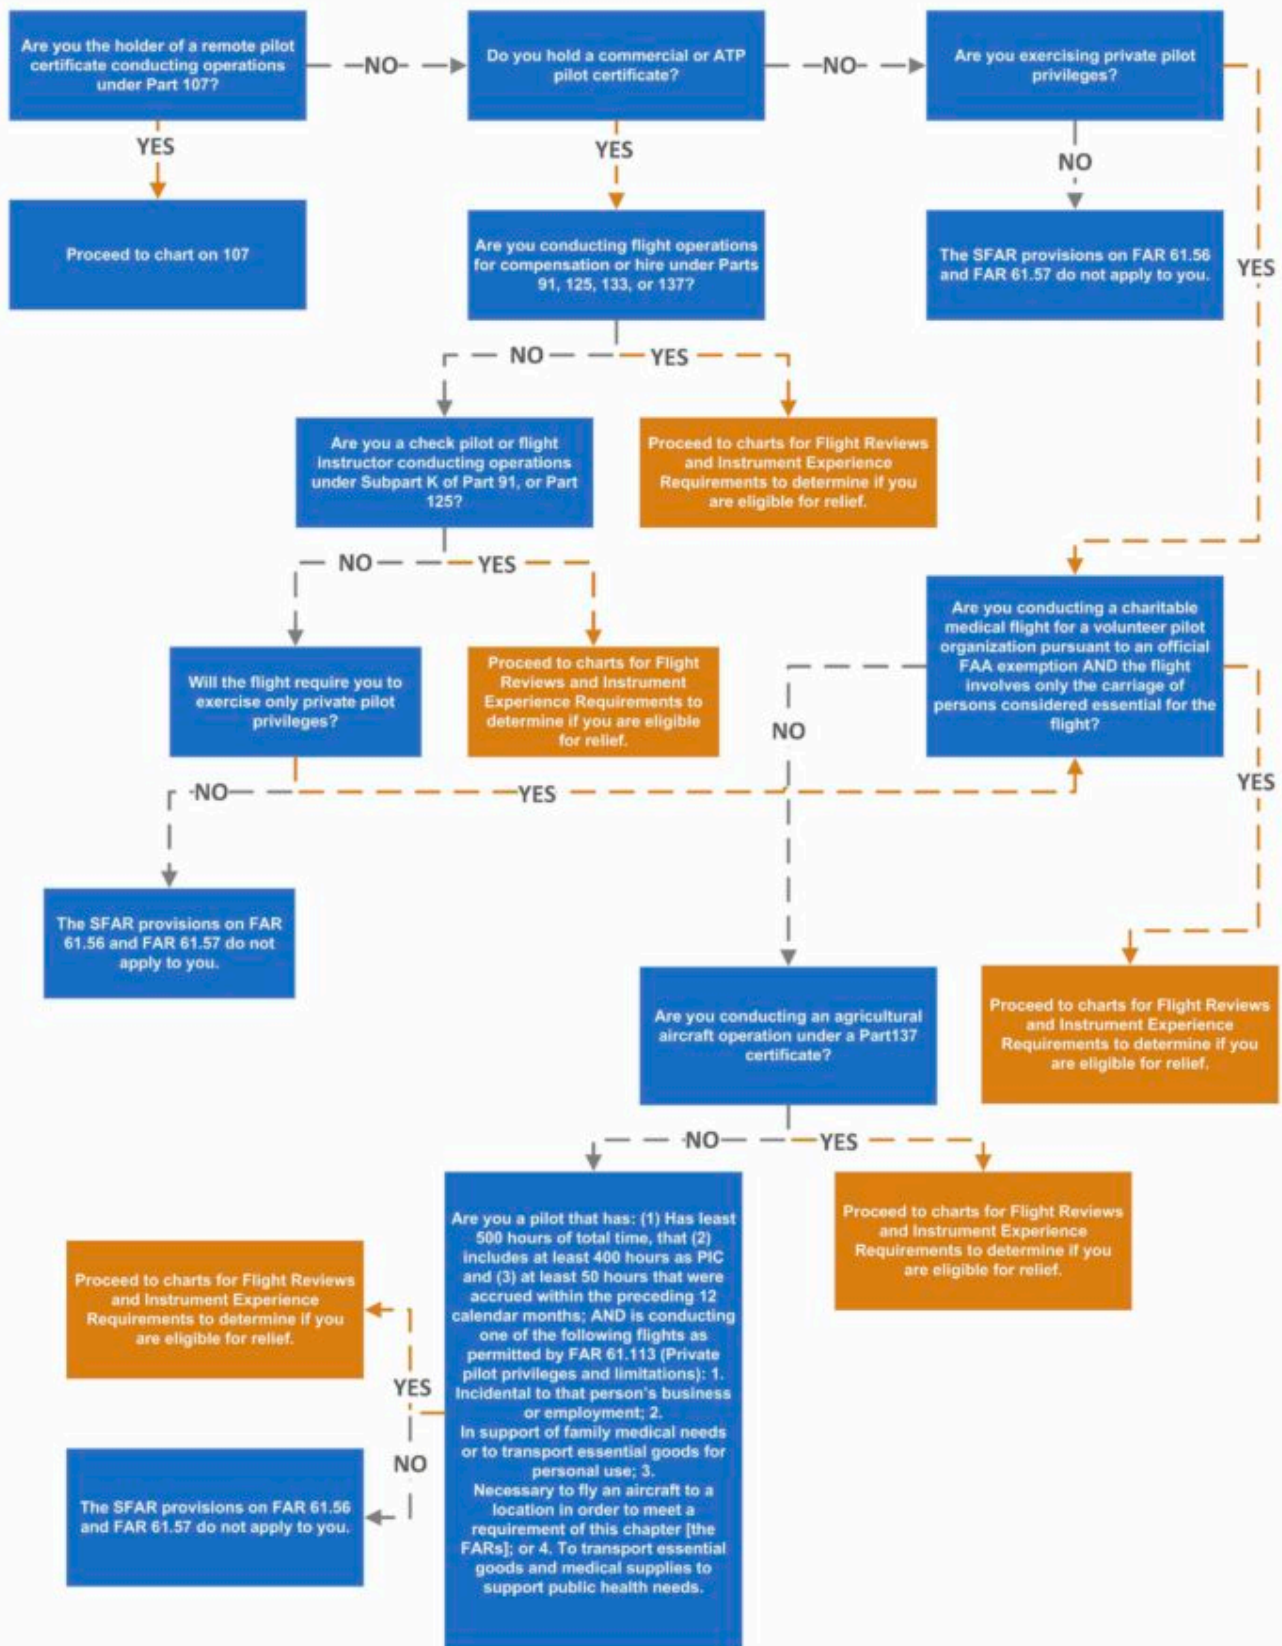 Are you the holder of a remote pilot
certificate conducting operations
under Part 107?
NO
Do you hold a commercial or ATP
pilot certificate?
NO
Are you exercising private pilot
privileges?
YES
YES
NO
Proceed to chart on 107
Are you conducting flight operations
for compensation or hire under Parts
91, 125, 133, or 137?
The SFAR provisions on FAR 61.56
and FAR 61.57 do not apply to you.
YES
NO
YES
Are you a check pilot or flight
instructor conducting operations
under Subpart K of Part 91, or Part
125?
Proceed to charts for Flight Reviews
and Instrument Experience
Requirements to determine if you
are eligible for relief.
NO
YES
Are you conducting a charitable
medical flight for a volunteer pilot
organization pursuant to an official
FAA exemption AND the flight
involves only the carriage of
persons considered essential for the
flight?
Will the flight require you to
exercise only private pilot
privileges?
Proceed to charts for Flight
Reviews and Instrument
Experience Requirements to
determine if you are eligible
for relief.
NO
YES
NO
YES
The SFAR provisions on FAR
61.56 and FAR 61.57 do not
apply to you.
Are you conducting an agricultural
aircraft operation under a Part137
certificate?
Proceed to charts for Flight Reviews
and Instrument Experience
Requirements to determine if you
are eligible for relief.
NO
YES
Are you a pilot that has: (1) Has least
500 hours of total time, that (2)
includes at least 400 hours as PIC
and (3) at least 50 hours that were
accrued within the preceding 12
calendar months; AND is conducting
one of the following flights as
permitted by FAR 61.113 (Private
pilot privileges and limitations): 1.
Incidental to that person's business
or employment; 2.
In support of family medical needs
or to transport essential goods for
personal use; 3.
Necessary to fly an aircraft to a
location in order to meet a
requirement of this chapter [the
FARs]; or 4. To transport essential
goods and medical supplies to
support public health needs.
Proceed to charts for Flight Reviews
and Instrument Experience
Requirements to determine if you
are eligible for relief.
Proceed to charts for Flight Reviews
and Instrument Experience
Requirements to determine if you
are eligible for relief.
YES
NO
The SFAR provisions on FAR 61.56
and FAR 61.57 do not apply to you.